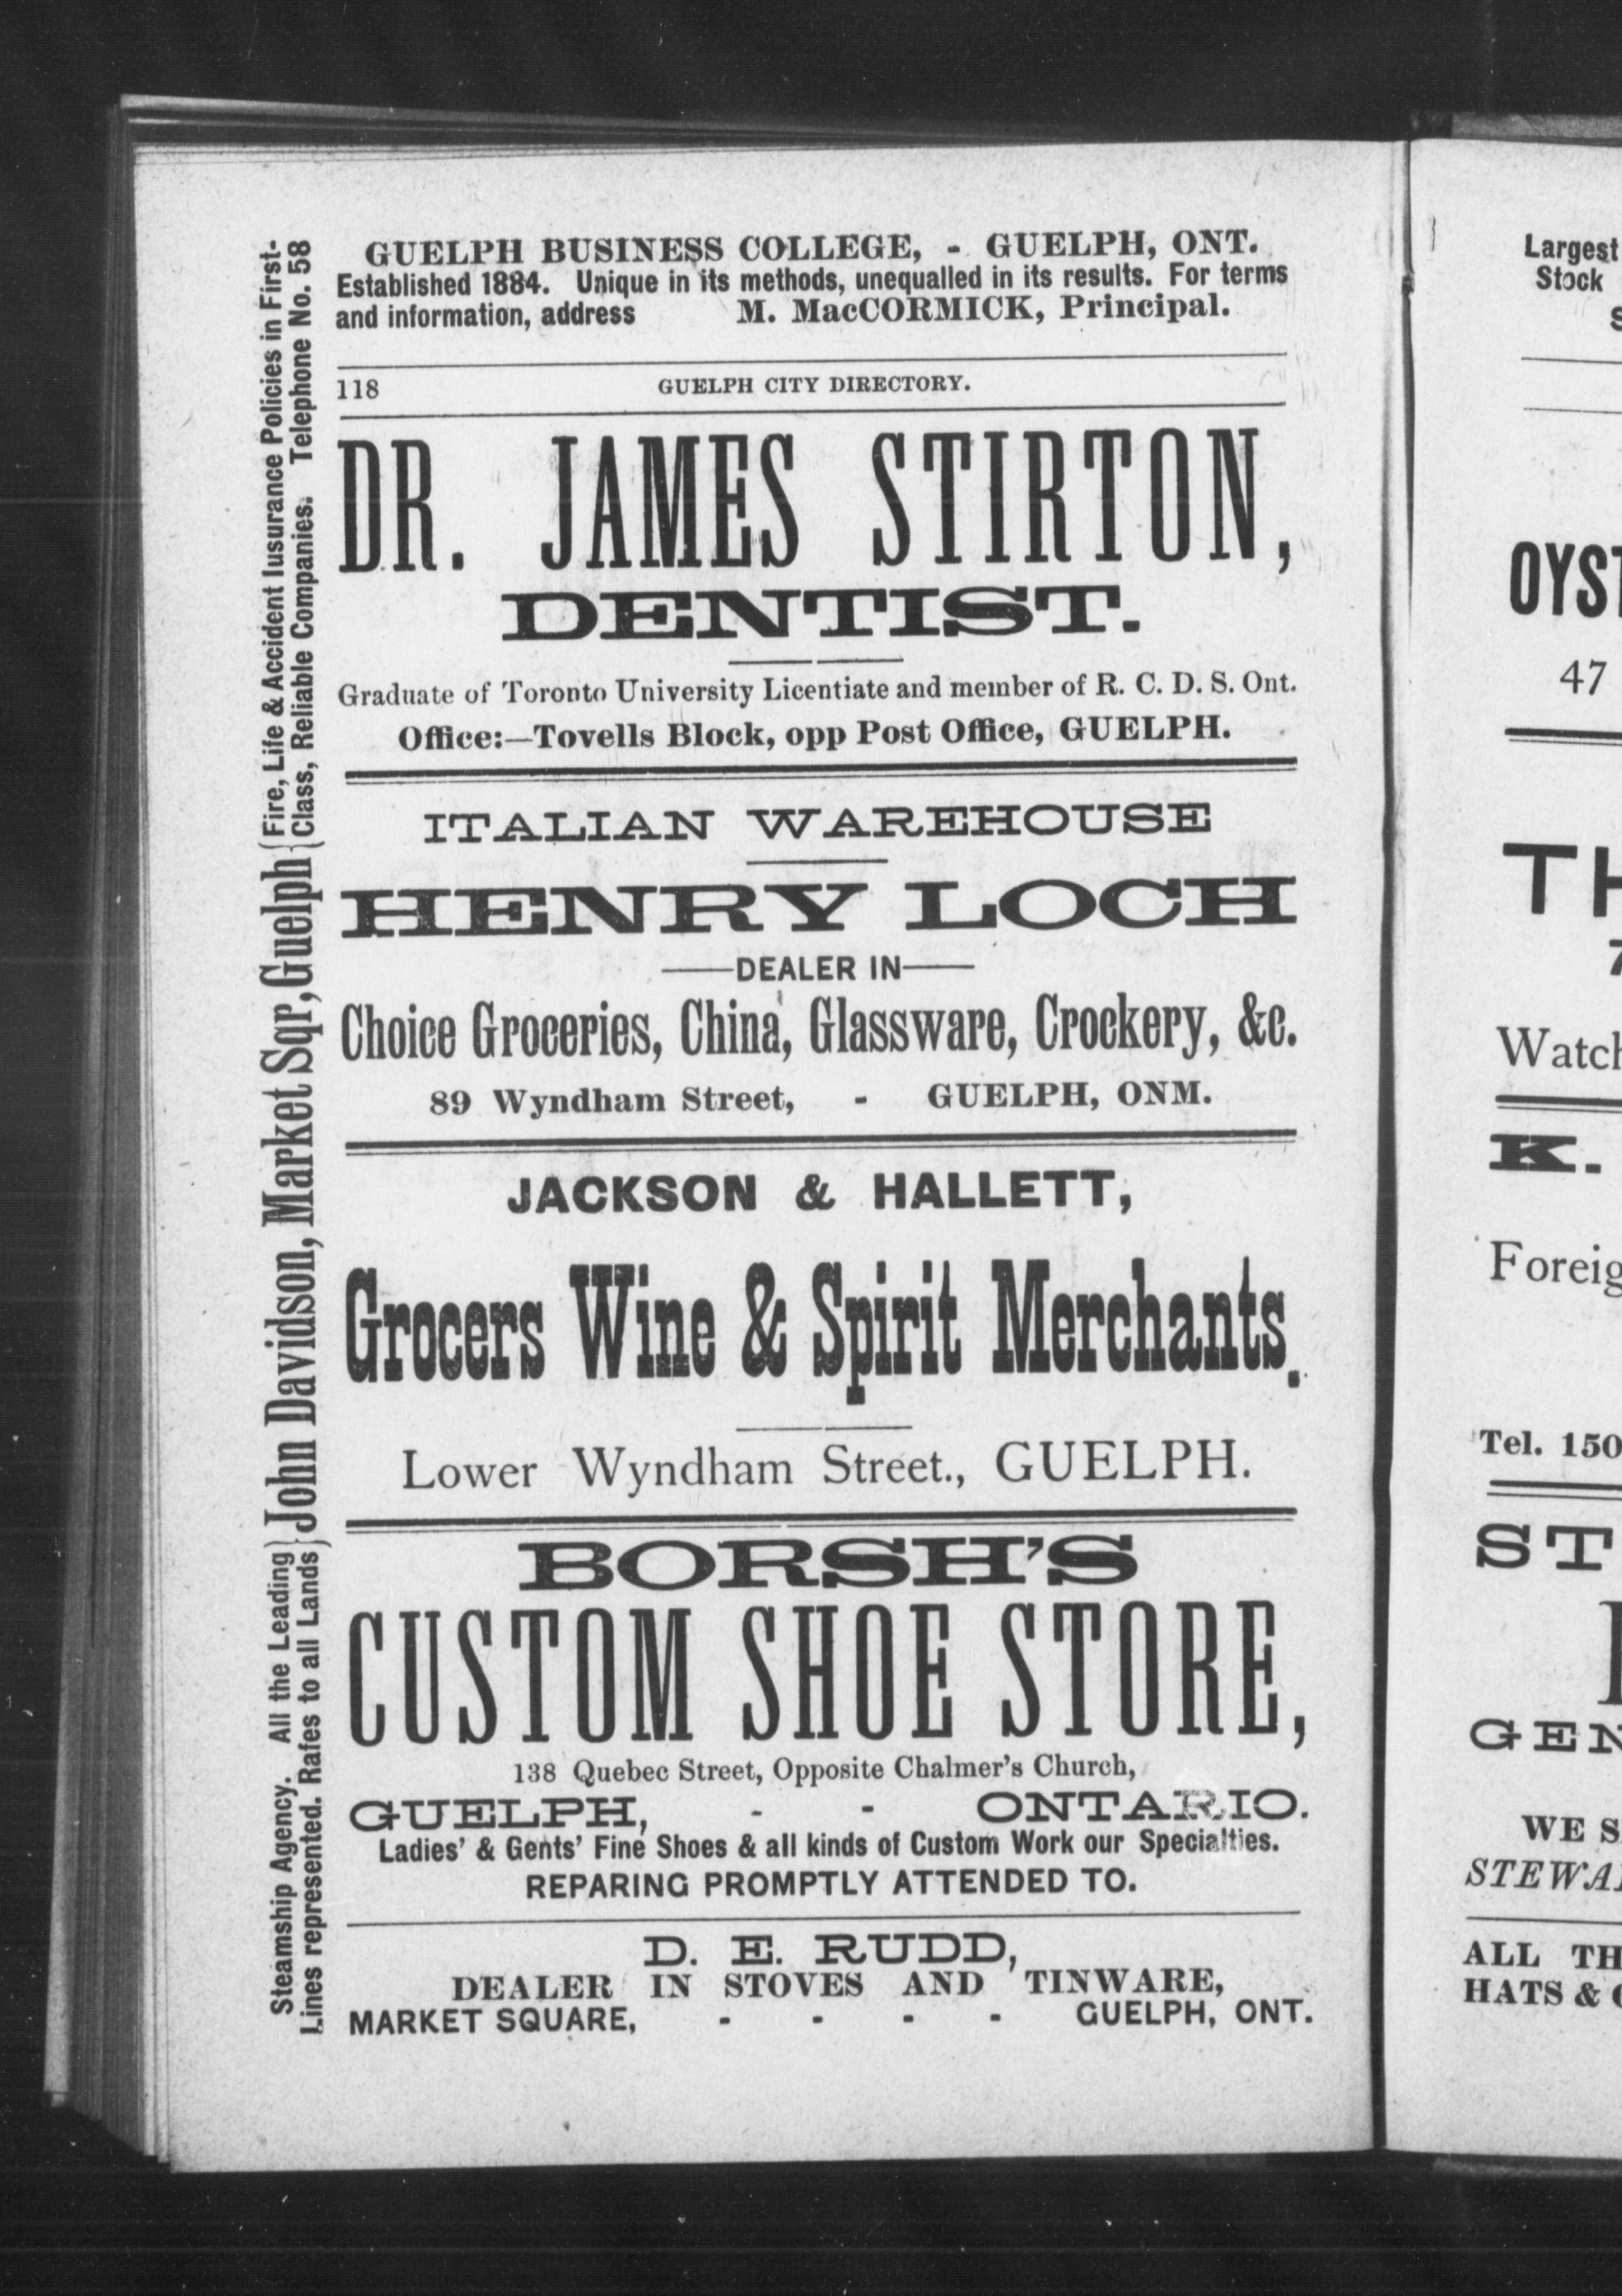 GUELPH BUSINESS COLLEGE, - GUELPH, ONT.
Established 1884. Unique in its methods, unequalled in its results. For terms
and information, address M. MacCORMICK, Principal.
118 GUELPH CITY DIRECTORY.
DR. JAMES STIRTON,
DENTIST.
Graduate of Toronto University Licentiate and member of R. C. D. S. Ont.
Office:—Tovells Block, opp Post Office, GUELPH.
ITALIAN WAREHOUSE
HENRY LOCH
—DEALER IN—
Choice Groceries, China, Glassware, Crockery, &c.
89 Wyndham Street, - GUELPH, ONM.
JACKSON & HALLETT,
Grocers Wine & Spirit Merchants.
Lower Wyndham Street., GUELPH.
BORSH'S
CUSTOM SHOE STORE,
138 Quebec Street, Opposite Chalmer's Church,
GUELPH, - - ONTARIO.
Ladies' & Gents' Fine Shoes & all kinds of Custom Work our Specialties.
REPARING PROMPTLY ATTENDED TO.
D. E. RUDD,
DEALER IN STOVES AND TINWARE,
MARKET SQUARE, - - - - GUELPH, ONT.
Steamship Agency. All the Leading
Lines represented. Rafes to all Lands
John Davidson, Market Sqr, Guelph
Fire, Life & Accident Iusurance Policies in First-
Class, Reliable Companies. Telephone No. 58
Largest
Stock
OYST
47
TH
Watch
K.
Foreig
Tel. 150
ST
GEN
WE S
STEWA
ALL TH
HATS &